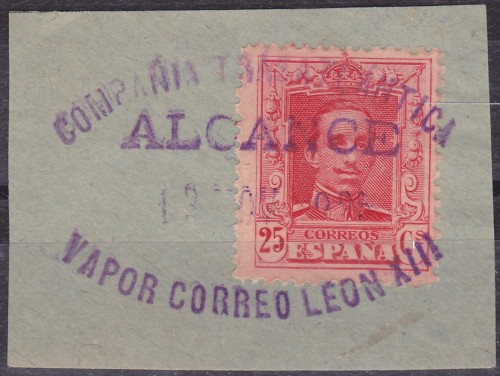 COMPAÑIA TRASATLANTICA
ALCANCE
VAPOR CORREO LEON XIII
25 Cs
CORREOS
ESPAÑA